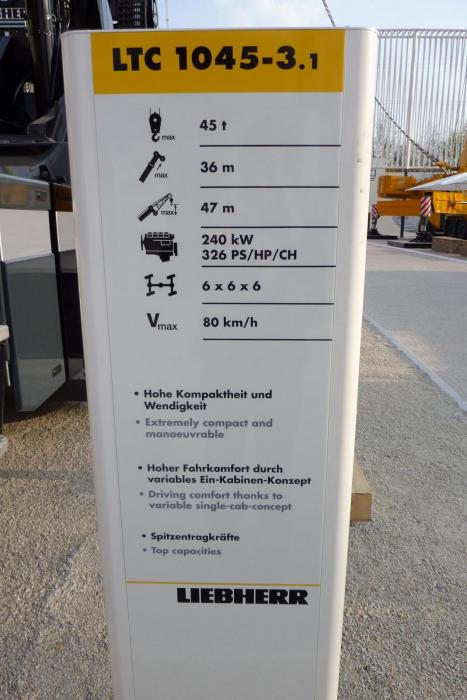 LTC 1045-3.1
max 45 t
max 36 m
max 47 m
240 kW
326 PS/HP/CH
6 x 6 x 6
Vmax 80 km/h
• Hohe Kompaktheit und
Wendigkeit
• Extremely compact and
manoeuvrable
• Hoher Fahrkomfort durch
variables Ein-Kabinen-Konzept
• Driving comfort thanks to
variable single-cab-concept
• Spitzentragkräfte
• Top capacities
LIEBHERR